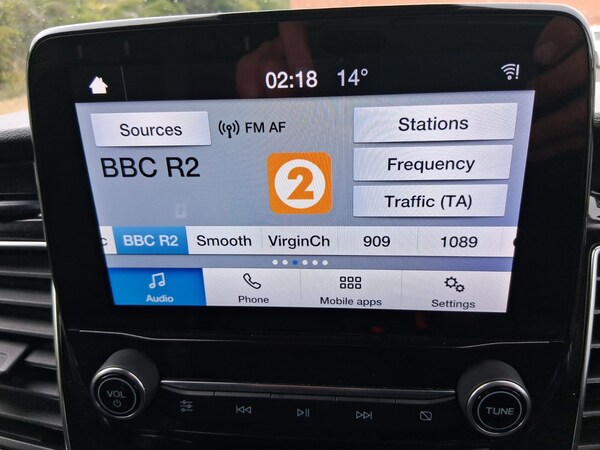 02:18 14°
Sources FM AF Stations
BBC R2 2 Frequency
Traffic (TA)
c BBC R2 Smooth VirginCh 909 1089
Audio Phone Mobile apps Settings
VOL TUNE